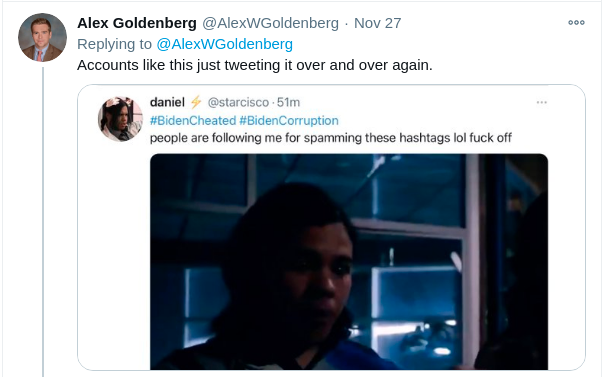 Alex Goldenberg @AlexWGoldenberg · Nov 27
Replying to @AlexWGoldenberg
Accounts like this just tweeting it over and over again.
daniel ⚡ @starcisco · 51m
#BidenCheated #BidenCorruption
people are following me for spamming these hashtags lol fuck off